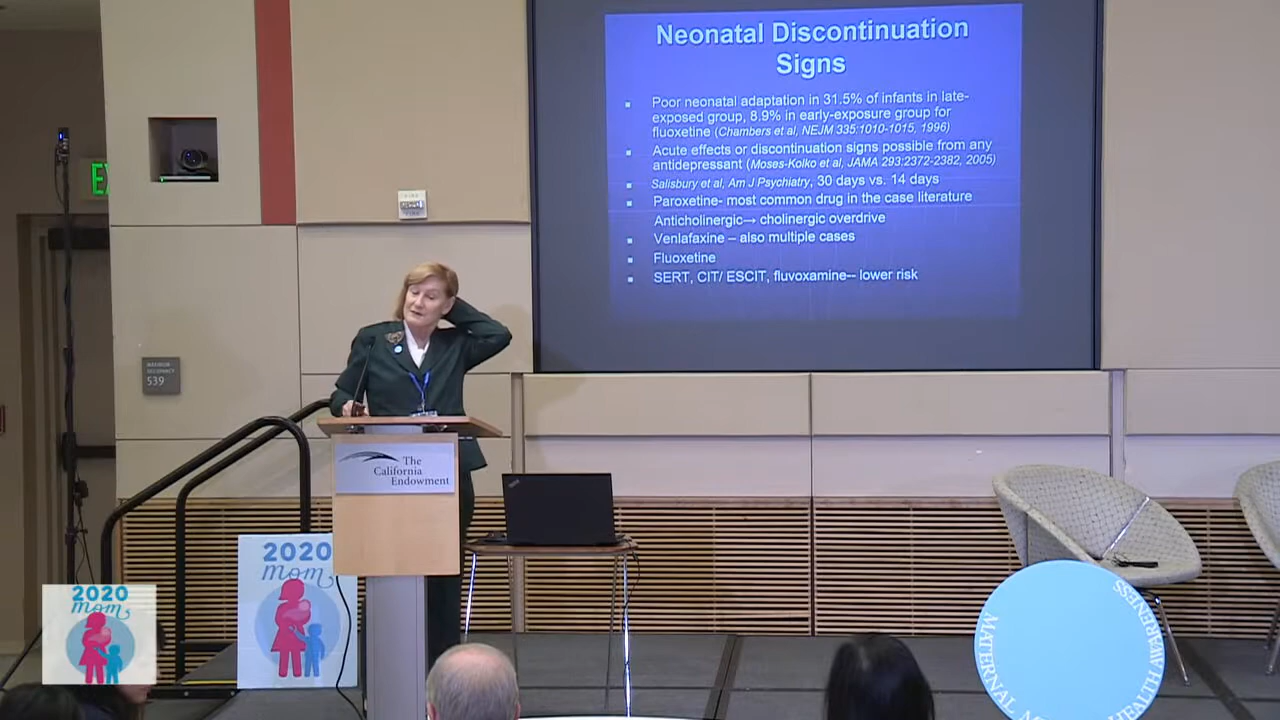 Neonatal Discontinuation
Signs
Poor neonatal adaptation in 31.5% of infants in late-
exposed group, 8.9% in early-exposure group for
fluoxetine (Chambers et al, NEJM 335:1010-1015, 1996)
Acute effects or discontinuation signs possible from any
antidepressant (Moses-Kolko et al, JAMA 293:2372-2382, 2005)
Salisbury et al, Am J Psychiatry, 30 days vs. 14 days
Paroxetine- most common drug in the case literature
Anticholinergic→ cholinergic overdrive
Venlafaxine – also multiple cases
Fluoxetine
SERT, CIT/ ESCIT, fluvoxamine-- lower risk
EX
FIRE
MAXIMUM
OCCUPANCY
539
The
California
Endowment
2020
mom
2020
mom
MATERNAL
HEALTH AWARENESS